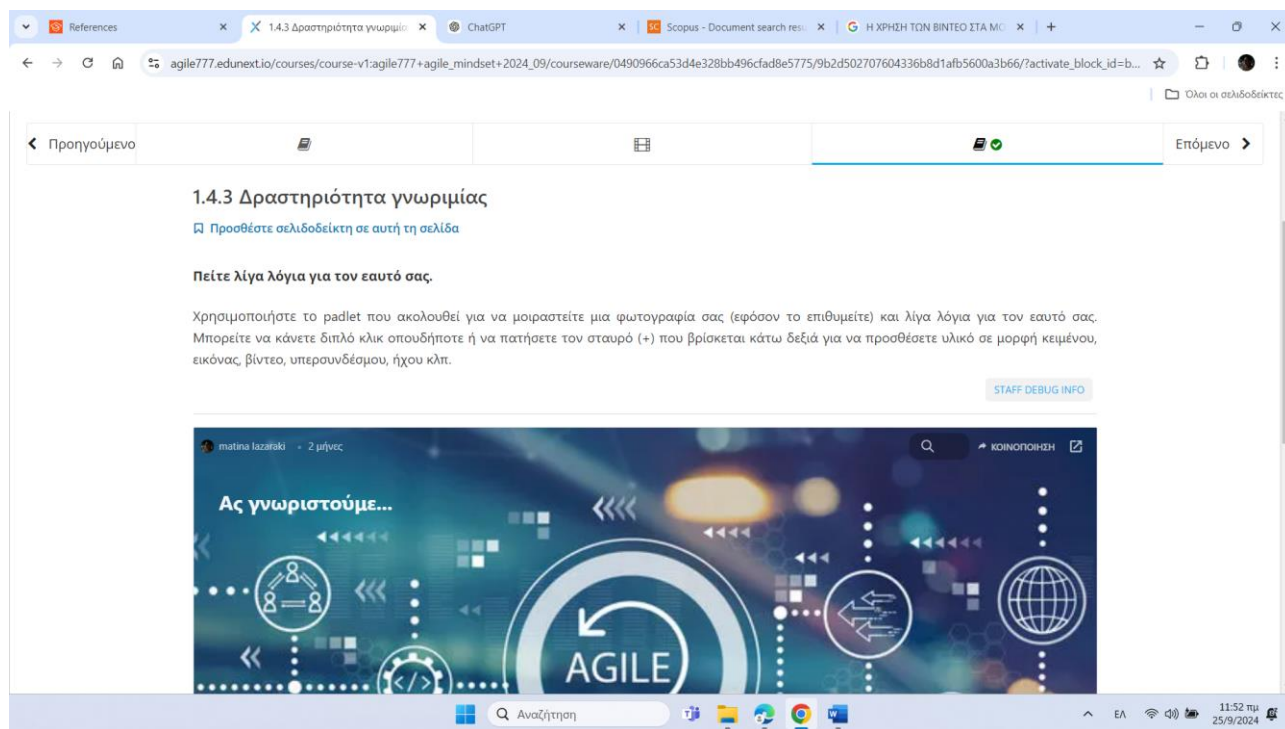 References
1.4.3 Δραστηριότητα γνωριμία
ChatGPT
Scopus - Document search resu
Η ΧΡΗΣΗ ΤΩΝ ΒΙΝΤΕΟ ΣΤΑ MO
agile777.edunext.io/courses/course-v1:agile777+agile_mindset+2024_09/courseware/0490966ca53d4e328bb496cfad8e5775/9b2d502707604336b8d1afb5600a3b66/?activate_block_id=b...
Όλοι οι σελιδοδείκτες
Προηγούμενο
Επόμενο
1.4.3 Δραστηριότητα γνωριμίας
Προσθέστε σελιδοδείκτη σε αυτή τη σελίδα
Πείτε λίγα λόγια για τον εαυτό σας.
Χρησιμοποιήστε το padlet που ακολουθεί για να μοιραστείτε μια φωτογραφία σας (εφόσον το επιθυμείτε) και λίγα λόγια για τον εαυτό σας.
Μπορείτε να κάνετε διπλό κλικ οπουδήποτε ή να πατήσετε τον σταυρό (+) που βρίσκεται κάτω δεξιά για να προσθέσετε υλικό σε μορφή κειμένου,
εικόνας, βίντεο, υπερσυνδέσμου, ήχου κλπ.
STAFF DEBUG INFO
matina lazaraki • 2 μήνες
ΚΟΙΝΟΠΟΙΗΣΗ
Ας γνωριστούμε...
AGILE
</>
Αναζήτηση
ΕΛ
11:52 πμ
25/9/2024